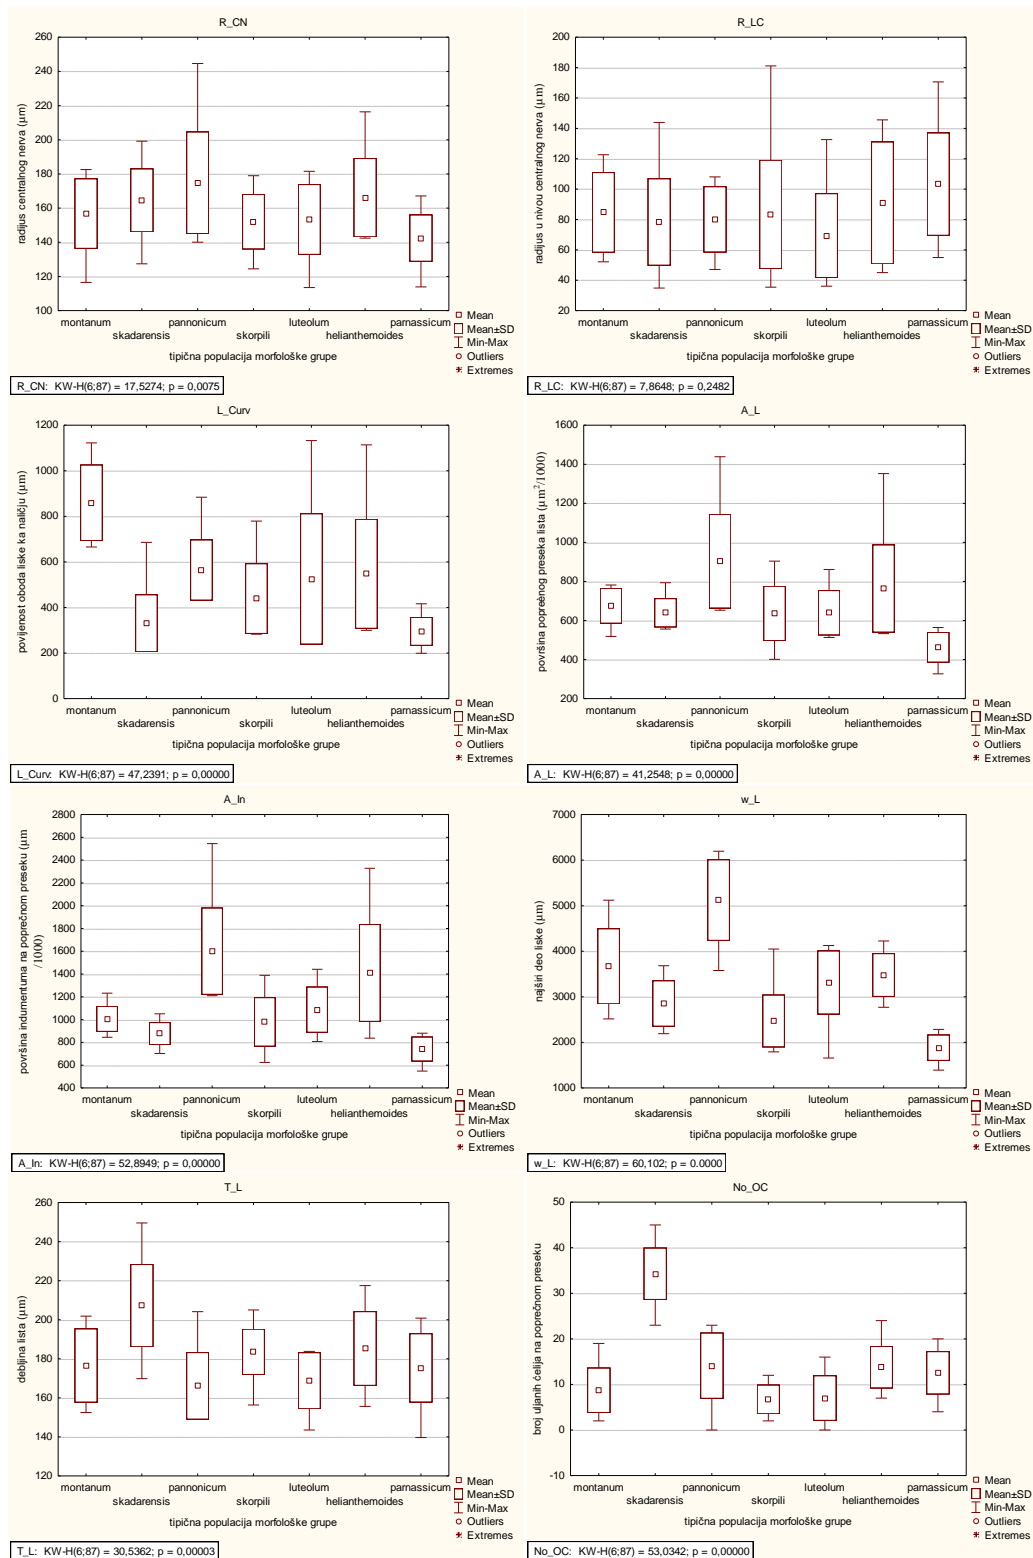 R_CN
260
240
220
200
180
160
140
120
100
radijus centralnog nerva (µm)
montanum pannonicum luteolum parnassicum
skadarensis skorpili helianthemoides
tipična populacija morfološke grupe
Mean
Mean±SD
Min-Max
Outliers
Extremes
R_CN: KW-H(6;87) = 17,5274; p = 0,0075
R_LC
200
180
160
140
120
100
80
60
40
20
radijus u nivou centralnog nerva (µm)
montanum pannonicum luteolum parnassicum
skadarensis skorpili helianthemoides
tipična populacija morfološke grupe
Mean
Mean±SD
Min-Max
Outliers
Extremes
R_LC: KW-H(6;87) = 7,8648; p = 0,2482
L_Curv
1200
1000
800
600
400
200
0
povijenost oboda liske ka naličju (µm)
montanum pannonicum luteolum parnassicum
skadarensis skorpili helianthemoides
tipična populacija morfološke grupe
Mean
Mean±SD
Min-Max
Outliers
Extremes
L_Curv: KW-H(6;87) = 47,2391; p = 0,00000
A_L
1600
1400
1200
1000
800
600
400
200
površina popreènog preseka lista (µm²/1000)
montanum pannonicum luteolum parnassicum
skadarensis skorpili helianthemoides
tipična populacija morfološke grupe
Mean
Mean±SD
Min-Max
Outliers
Extremes
A_L: KW-H(6;87) = 41,2548; p = 0,00000
A_In
2800
2600
2400
2200
2000
1800
1600
1400
1200
1000
800
600
400
površina indumentuma na poprečnom preseku (µm
/1000)
montanum pannonicum luteolum parnassicum
skadarensis skorpili helianthemoides
tipična populacija morfološke grupe
Mean
Mean±SD
Min-Max
Outliers
Extremes
A_In: KW-H(6;87) = 52,8949; p = 0,00000
w_L
7000
6000
5000
4000
3000
2000
1000
najširi deo liske (µm)
montanum pannonicum luteolum parnassicum
skadarensis skorpili helianthemoides
tipična populacija morfološke grupe
Mean
Mean±SD
Min-Max
Outliers
Extremes
w_L: KW-H(6;87) = 60,102; p = 0.0000
T_L
260
240
220
200
180
160
140
120
debljina lista (µm)
montanum pannonicum luteolum parnassicum
skadarensis skorpili helianthemoides
tipična populacija morfološke grupe
Mean
Mean±SD
Min-Max
Outliers
Extremes
T_L: KW-H(6;87) = 30,5362; p = 0,00003
No_OC
50
40
30
20
10
0
-10
broj uljanih ćelija na poprečnom preseku
montanum pannonicum luteolum parnassicum
skadarensis skorpili helianthemoides
tipična populacija morfološke grupe
Mean
Mean±SD
Min-Max
Outliers
Extremes
No_OC: KW-H(6;87) = 53,0342; p = 0,00000